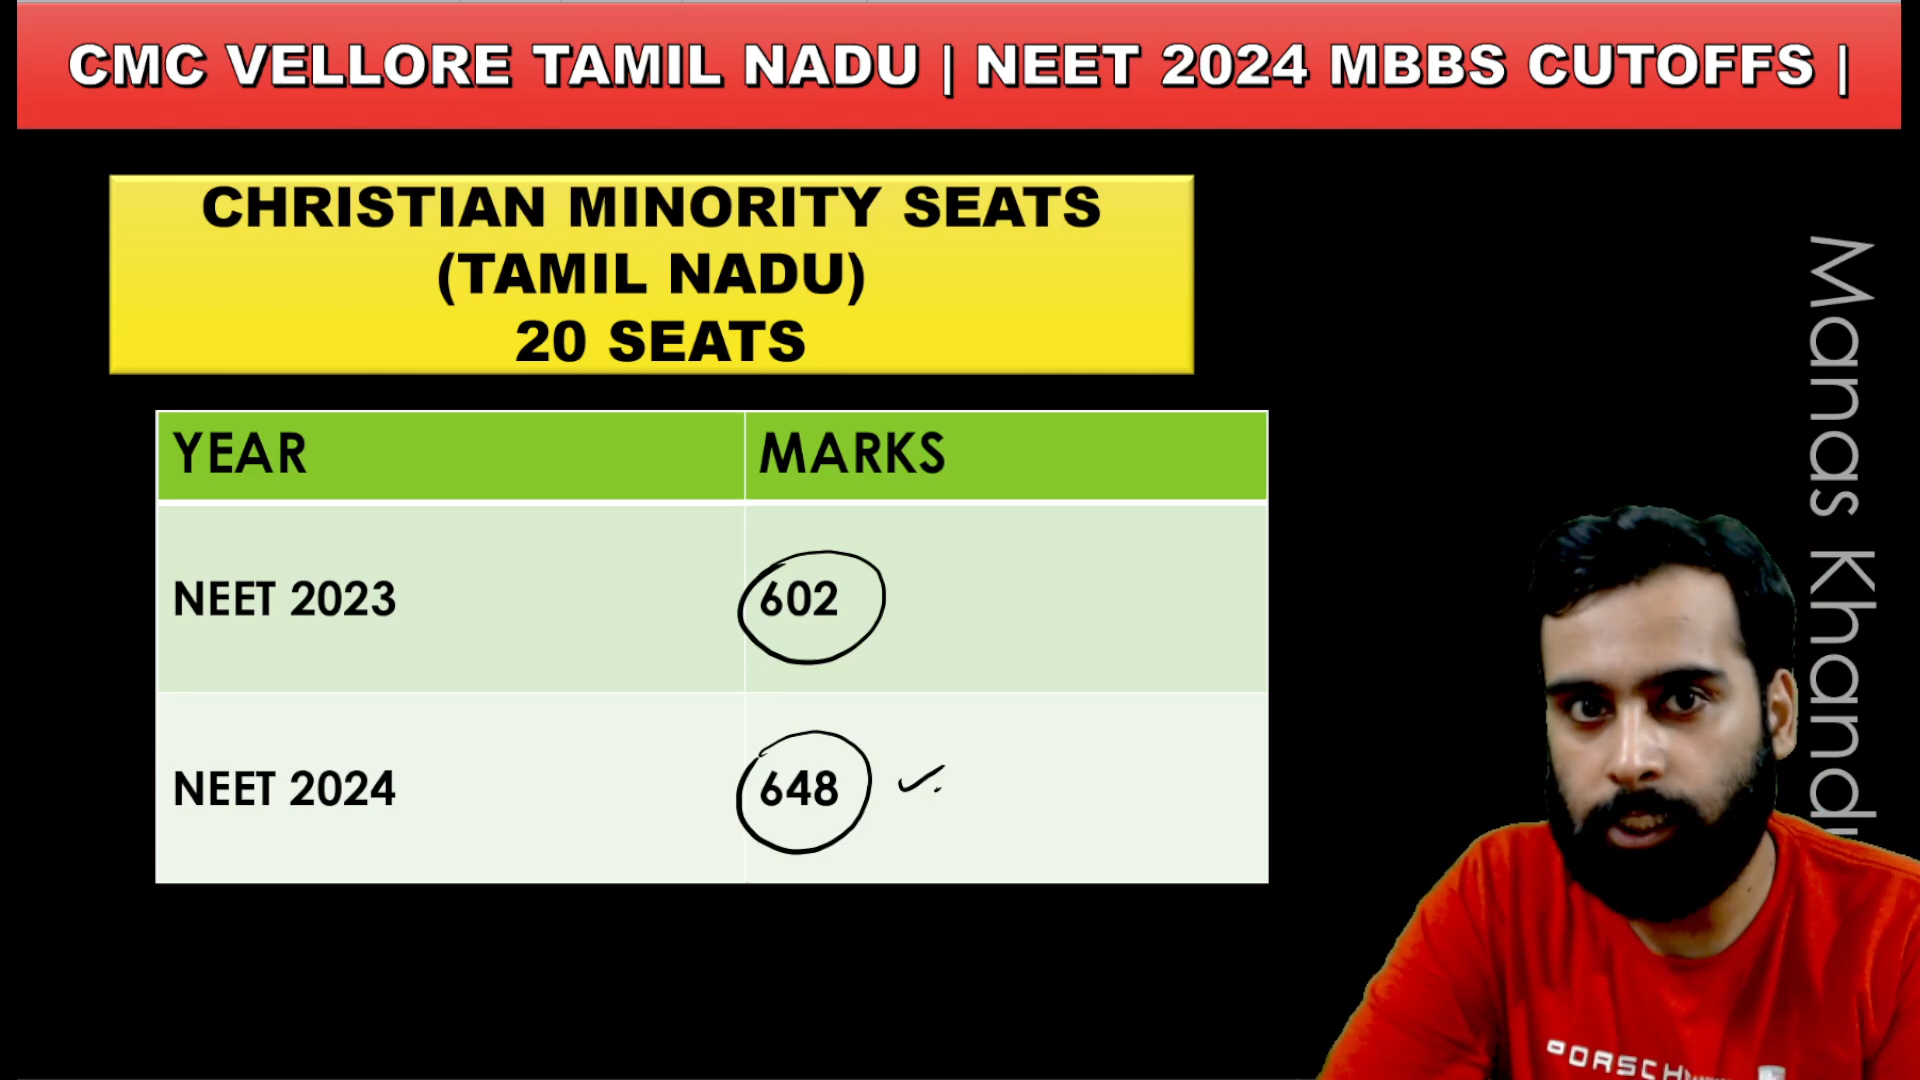 CMC VELLORE TAMIL NADU | NEET 2024 MBBS CUTOFFS |
CHRISTIAN MINORITY SEATS
(TAMIL NADU)
20 SEATS
YEAR MARKS
NEET 2023 602
NEET 2024 648
Manas Khand